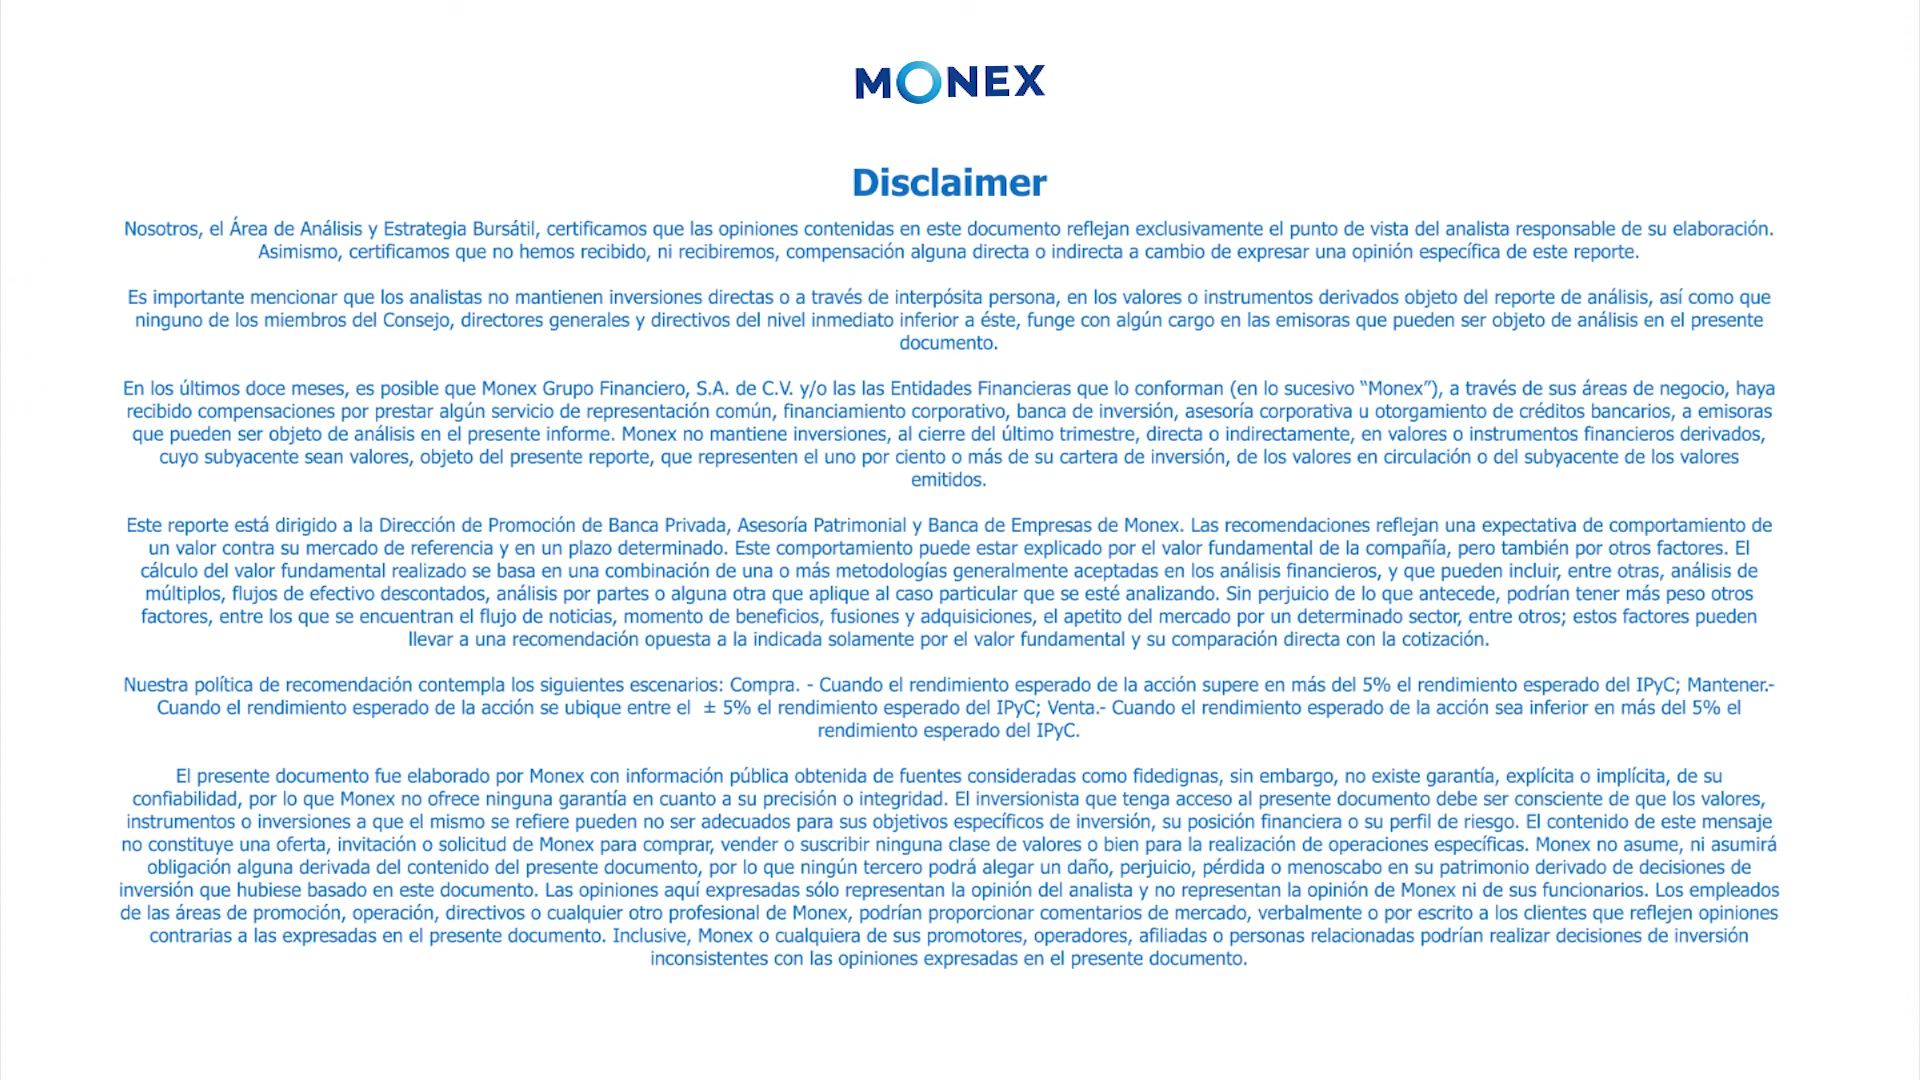 MONEX
Disclaimer
Nosotros, el Área de Análisis y Estrategia Bursátil, certificamos que las opiniones contenidas en este documento reflejan exclusivamente el punto de vista del analista responsable de su elaboración.
Asimismo, certificamos que no hemos recibido, ni recibiremos, compensación alguna directa o indirecta a cambio de expresar una opinión específica de este reporte.
Es importante mencionar que los analistas no mantienen inversiones directas o a través de interpósita persona, en los valores o instrumentos derivados objeto del reporte de análisis, así como que
ninguno de los miembros del Consejo, directores generales y directivos del nivel inmediato inferior a éste, funge con algún cargo en las emisoras que pueden ser objeto de análisis en el presente
documento.
En los últimos doce meses, es posible que Monex Grupo Financiero, S.A. de C.V. y/o las las Entidades Financieras que lo conforman (en lo sucesivo “Monex”), a través de sus áreas de negocio, haya
recibido compensaciones por prestar algún servicio de representación común, financiamiento corporativo, banca de inversión, asesoría corporativa u otorgamiento de créditos bancarios, a emisoras
que pueden ser objeto de análisis en el presente informe. Monex no mantiene inversiones, al cierre del último trimestre, directa o indirectamente, en valores o instrumentos financieros derivados,
cuyo subyacente sean valores, objeto del presente reporte, que representen el uno por ciento o más de su cartera de inversión, de los valores en circulación o del subyacente de los valores
emitidos.
Este reporte está dirigido a la Dirección de Promoción de Banca Privada, Asesoría Patrimonial y Banca de Empresas de Monex. Las recomendaciones reflejan una expectativa de comportamiento de
un valor contra su mercado de referencia y en un plazo determinado. Este comportamiento puede estar explicado por el valor fundamental de la compañía, pero también por otros factores. El
cálculo del valor fundamental realizado se basa en una combinación de una o más metodologías generalmente aceptadas en los análisis financieros, y que pueden incluir, entre otras, análisis de
múltiplos, flujos de efectivo descontados, análisis por partes o alguna otra que aplique al caso particular que se esté analizando. Sin perjuicio de lo que antecede, podrían tener más peso otros
factores, entre los que se encuentran el flujo de noticias, momento de beneficios, fusiones y adquisiciones, el apetito del mercado por un determinado sector, entre otros; estos factores pueden
llevar a una recomendación opuesta a la indicada solamente por el valor fundamental y su comparación directa con la cotización.
Nuestra política de recomendación contempla los siguientes escenarios: Compra. - Cuando el rendimiento esperado de la acción supere en más del 5% el rendimiento esperado del IPyC; Mantener.-
Cuando el rendimiento esperado de la acción se ubique entre el ± 5% el rendimiento esperado del IPyC; Venta.- Cuando el rendimiento esperado de la acción sea inferior en más del 5% el
rendimiento esperado del IPyC.
El presente documento fue elaborado por Monex con información pública obtenida de fuentes consideradas como fidedignas, sin embargo, no existe garantía, explícita o implícita, de su
confiabilidad, por lo que Monex no ofrece ninguna garantía en cuanto a su precisión o integridad. El inversionista que tenga acceso al presente documento debe ser consciente de que los valores,
instrumentos o inversiones a que el mismo se refiere pueden no ser adecuados para sus objetivos específicos de inversión, su posición financiera o su perfil de riesgo. El contenido de este mensaje
no constituye una oferta, invitación o solicitud de Monex para comprar, vender o suscribir ninguna clase de valores o bien para la realización de operaciones específicas. Monex no asume, ni asumirá
obligación alguna derivada del contenido del presente documento, por lo que ningún tercero podrá alegar un daño, perjuicio, pérdida o menoscabo en su patrimonio derivado de decisiones de
inversión que hubiese basado en este documento. Las opiniones aquí expresadas sólo representan la opinión del analista y no representan la opinión de Monex ni de sus funcionarios. Los empleados
de las áreas de promoción, operación, directivos o cualquier otro profesional de Monex, podrían proporcionar comentarios de mercado, verbalmente o por escrito a los clientes que reflejen opiniones
contrarias a las expresadas en el presente documento. Inclusive, Monex o cualquiera de sus promotores, operadores, afiliadas o personas relacionadas podrían realizar decisiones de inversión
inconsistentes con las opiniones expresadas en el presente documento.